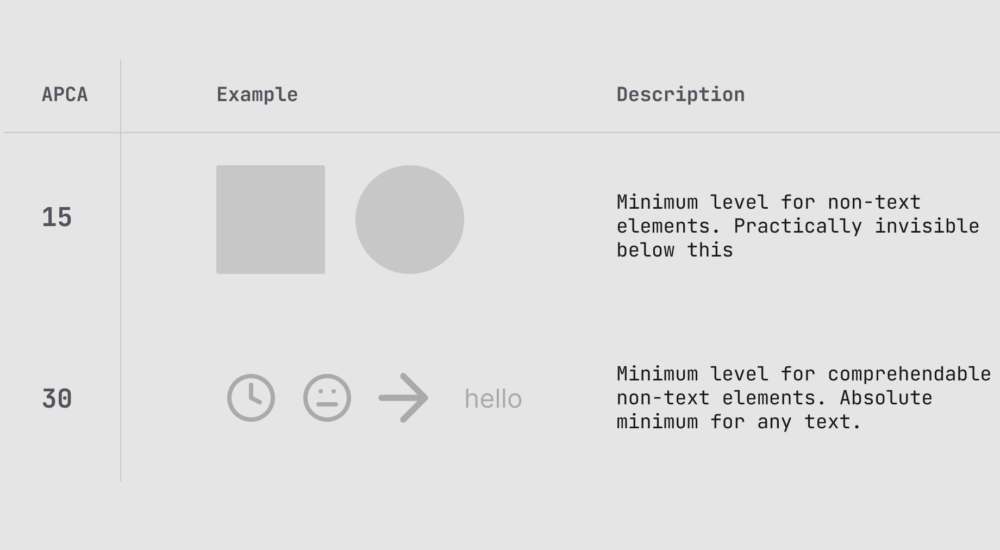 APCA Example Description
15
Minimum level for non-text
elements. Practically invisible
below this
30
hello
Minimum level for comprehendable
non-text elements. Absolute
minimum for any text.